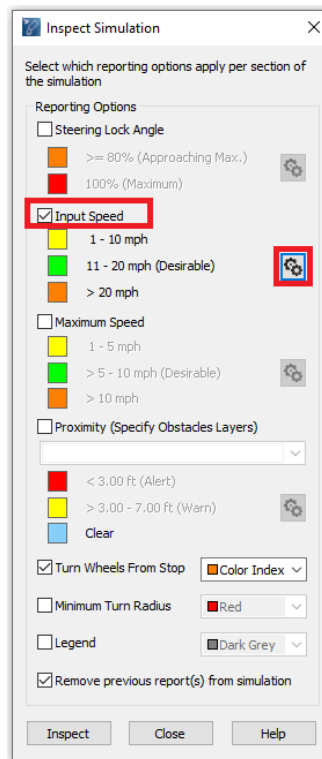 Inspect Simulation
Select which reporting options apply per section of
the simulation
Reporting Options
Steering Lock Angle
>= 80% (Approaching Max.)
100% (Maximum)
Input Speed
1 - 10 mph
11 - 20 mph (Desirable)
> 20 mph
Maximum Speed
1 - 5 mph
> 5 - 10 mph (Desirable)
> 10 mph
Proximity (Specify Obstacles Layers)
< 3.00 ft (Alert)
> 3.00 - 7.00 ft (Warn)
Clear
Turn Wheels From Stop Color Index
Minimum Turn Radius Red
Legend Dark Grey
Remove previous report(s) from simulation
Inspect Close Help